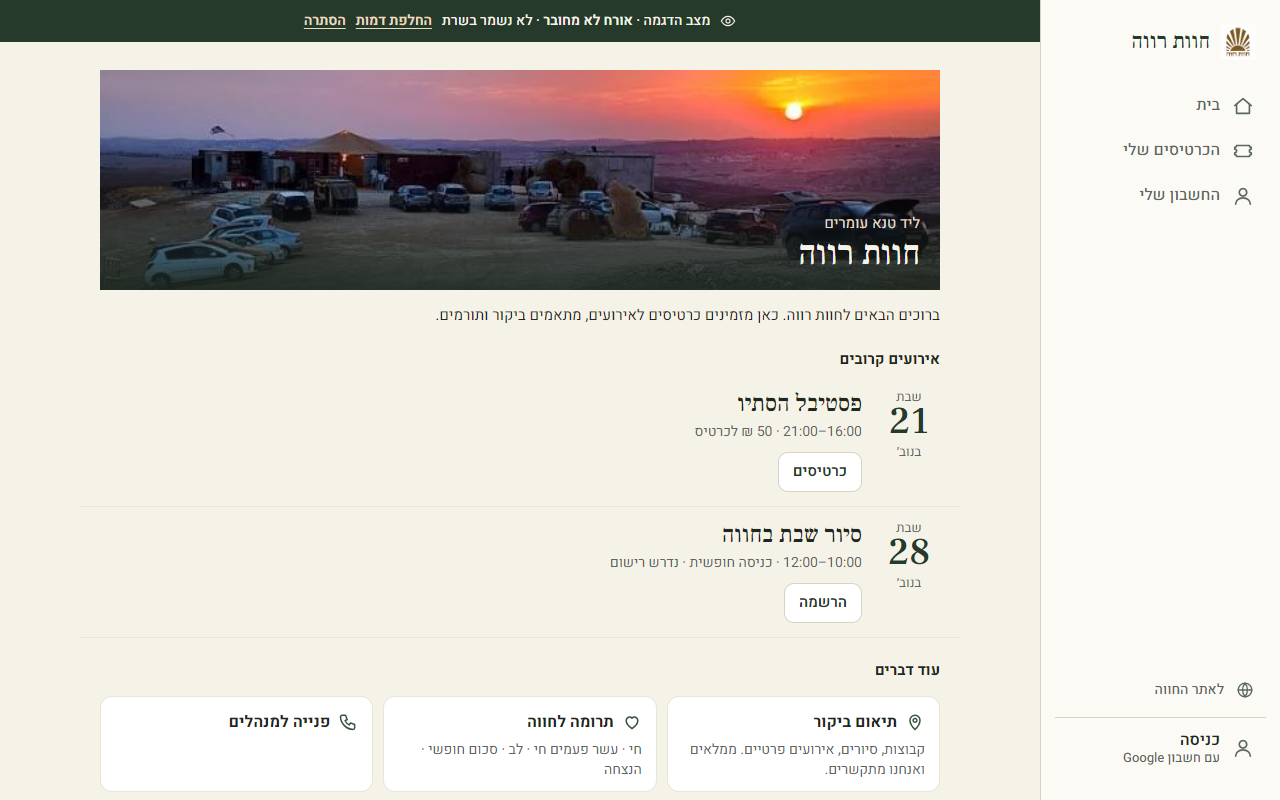 מצב הדגמה · אורח לא מחובר · לא נשמר בשרת החלפת דמות הסתרה
חוות רווה
בית
הכרטיסים שלי
החשבון שלי
לאתר החווה
כניסה
עם חשבון Google
ליד טנא עומרים
חוות רווה
ברוכים הבאים לחוות רווה. כאן מזמינים כרטיסים לאירועים, מתאמים ביקור ותורמים.
אירועים קרובים
שבת
21
בנוב׳
פסטיבל הסתיו
16:00–21:00 · 50 ₪ לכרטיס
כרטיסים
שבת
28
בנוב׳
סיור שבת בחווה
10:00–12:00 · כניסה חופשית · נדרש רישום
הרשמה
עוד דברים
תיאום ביקור
קבוצות, סיורים, אירועים פרטיים. ממלאים
ואנחנו מתקשרים.
תרומה לחווה
חי · עשר פעמים חי · לב · סכום חופשי ·
הנצחה
פנייה למנהלים